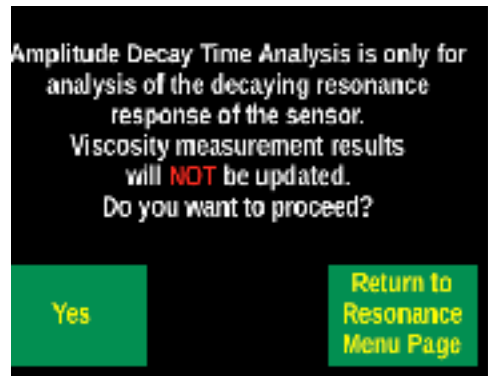 Amplitude Decay Time Analysis is only for
analysis of the decaying resonance
response of the sensor.
Viscosity measurement results
will NOT be updated.
Do you want to proceed?
Yes
Return to
Resonance
Menu Page